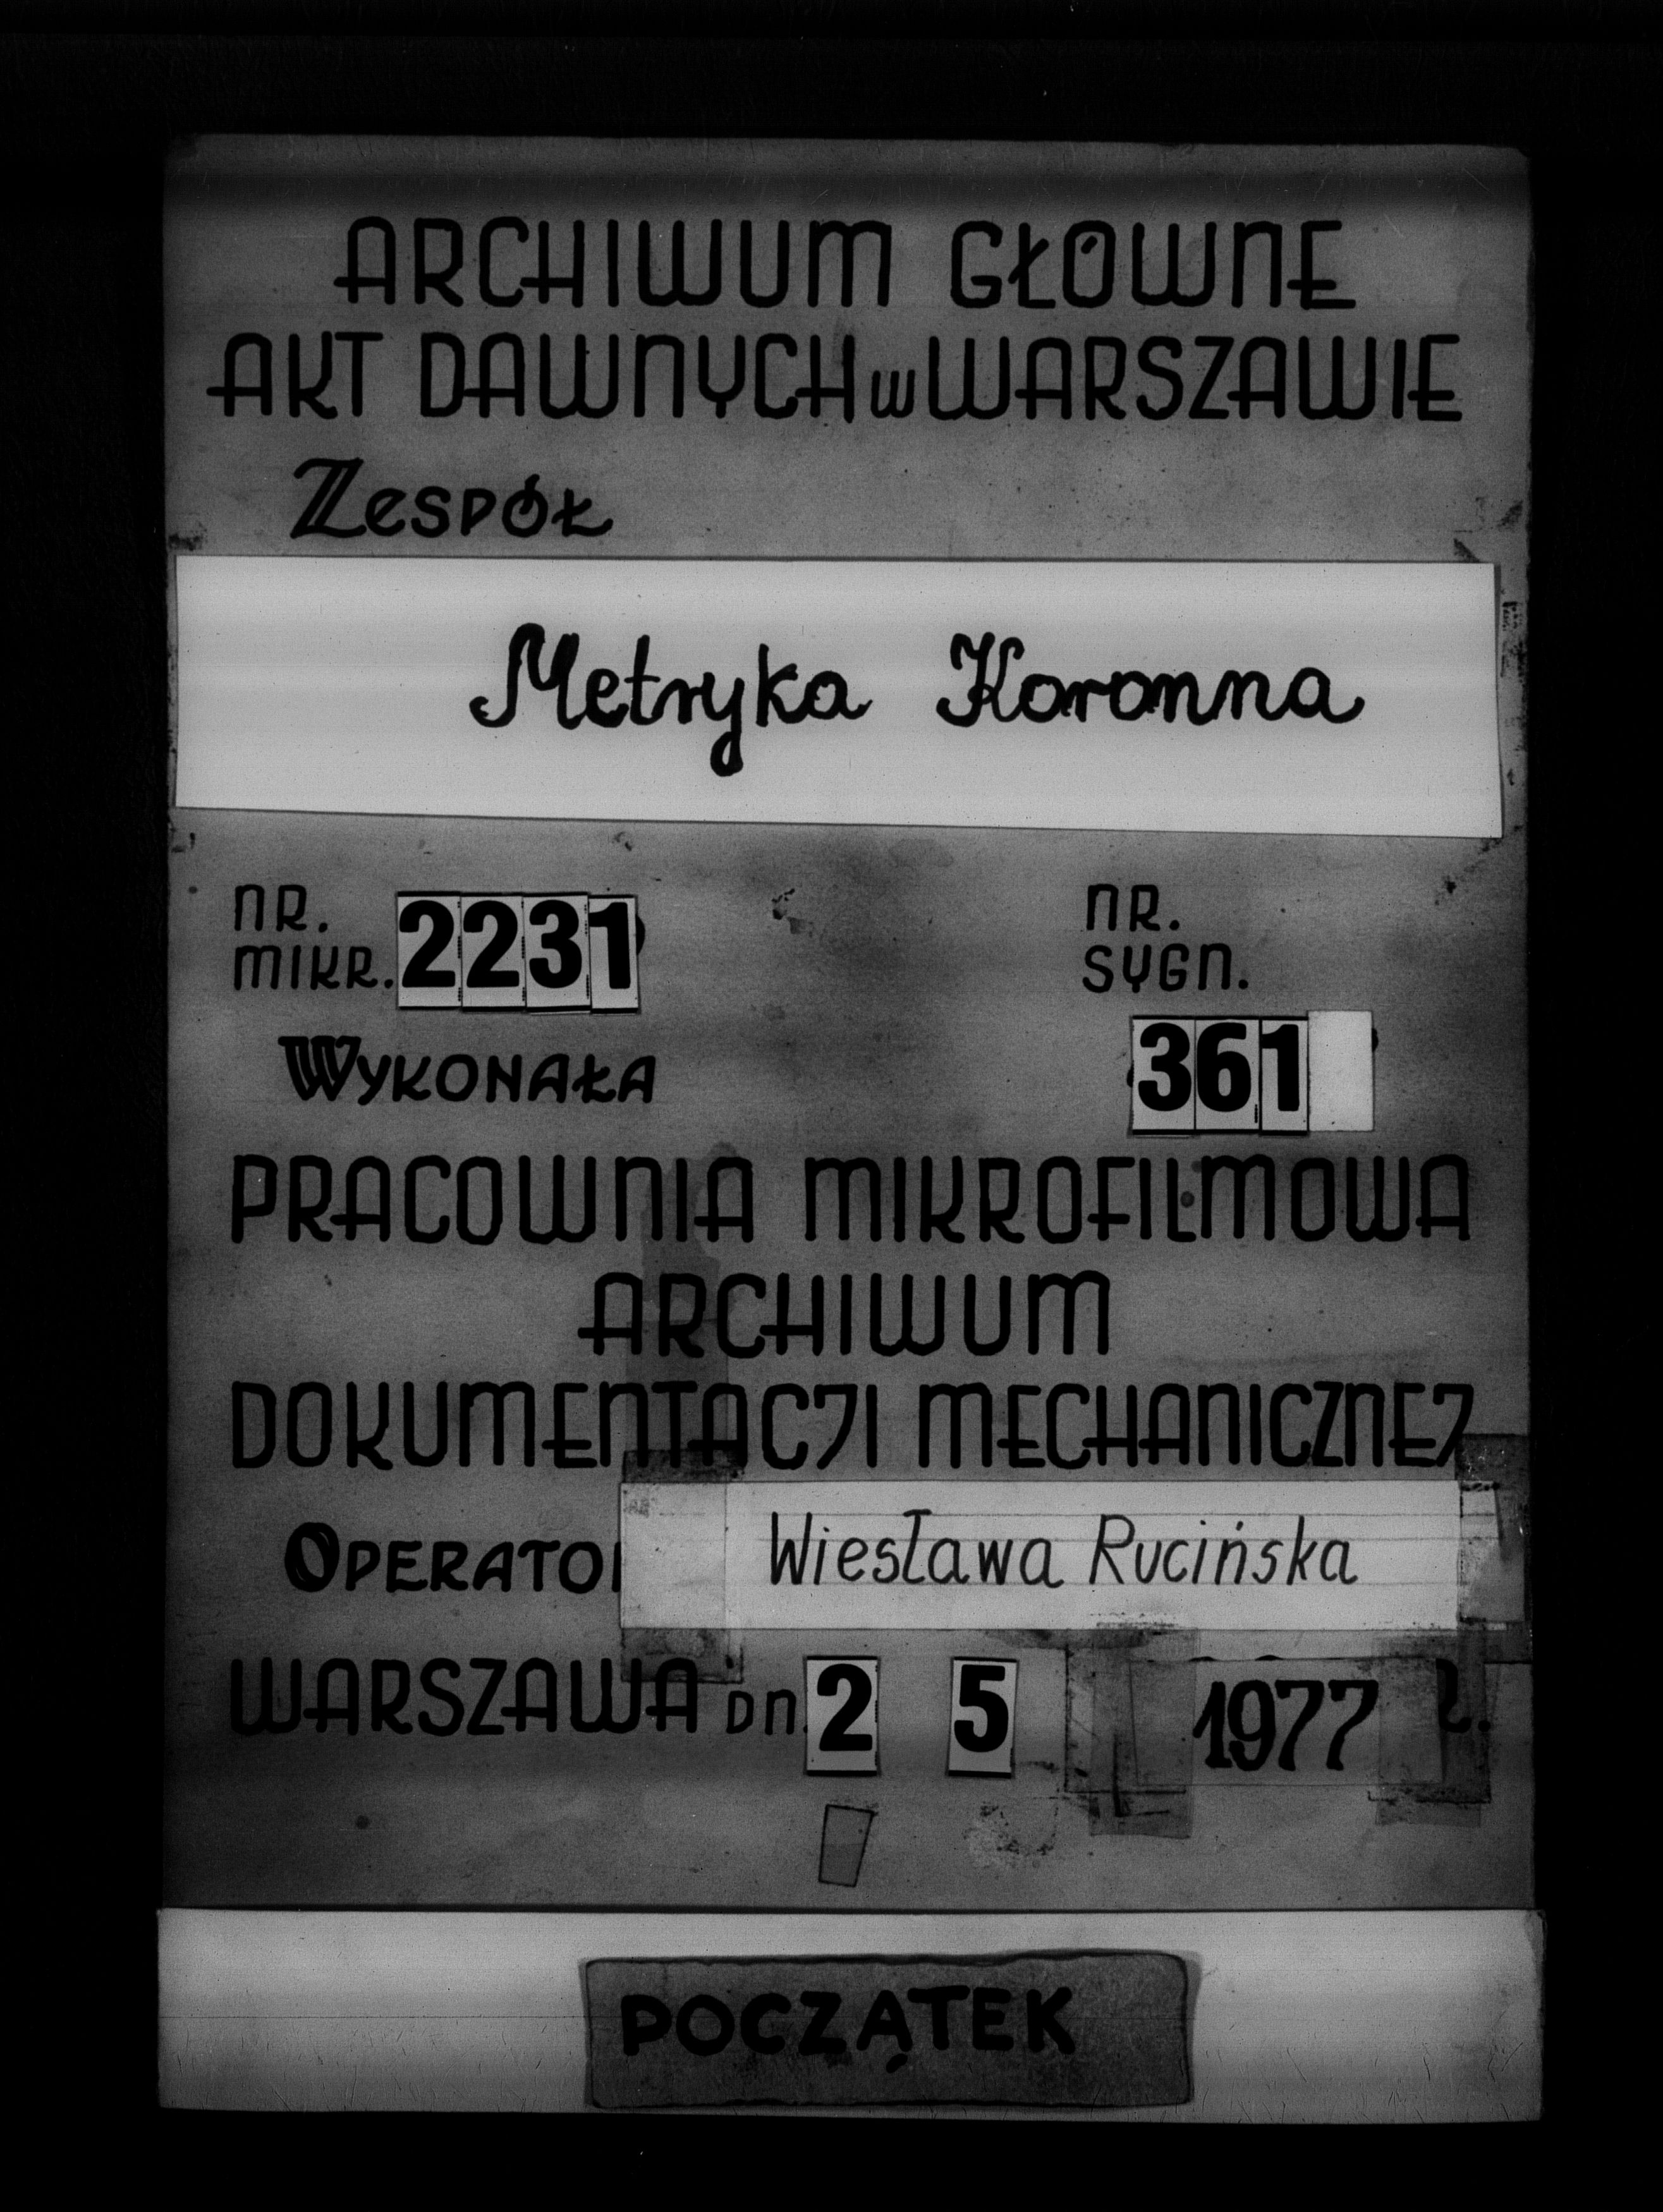 ARCHIWUM GŁÓWNE
AKT DAWNYCH w WARSZAWIE
ZESPÓŁ
Metryka Koronna
NR.
MIKR. 2231
NR.
SYGN.
361
WYKONAŁA
PRACOWNIA MIKROFILMOWA
ARCHIWUM
DOKUMENTACJI MECHANICZNEJ
OPERATOR Wiesława Rucińska
WARSZAWA DN. 2 5 1977 r.
POCZĄTEK